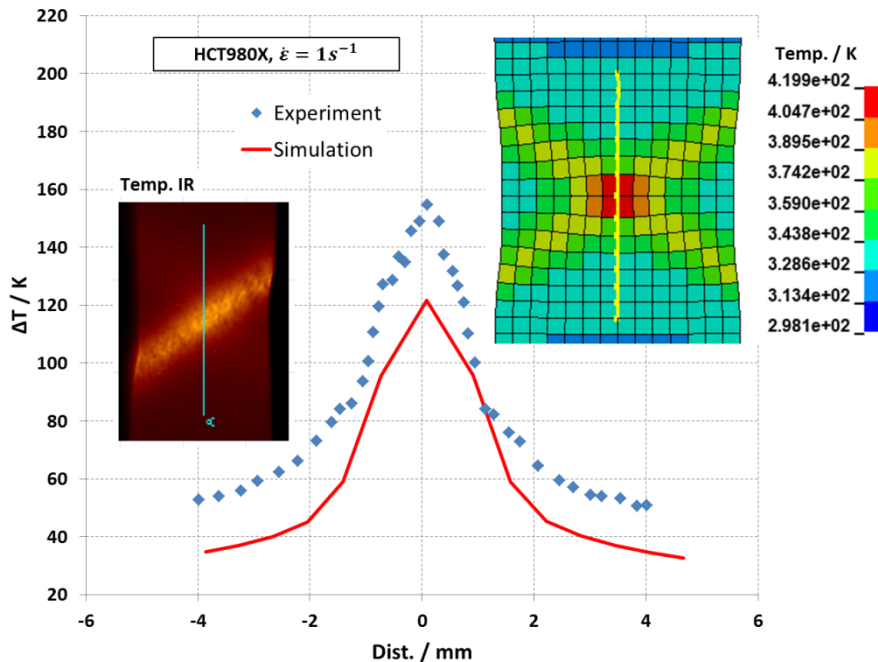 220
200
180
160
140
120
100
80
60
40
20
ΔT / K
-6
-4
-2
0
2
4
6
Dist. / mm
HCT980X, ε̇ = 1s⁻¹
Experiment
Simulation
Temp. IR
Temp. / K
4.199e+02
4.047e+02
3.895e+02
3.742e+02
3.590e+02
3.438e+02
3.286e+02
3.134e+02
2.981e+02